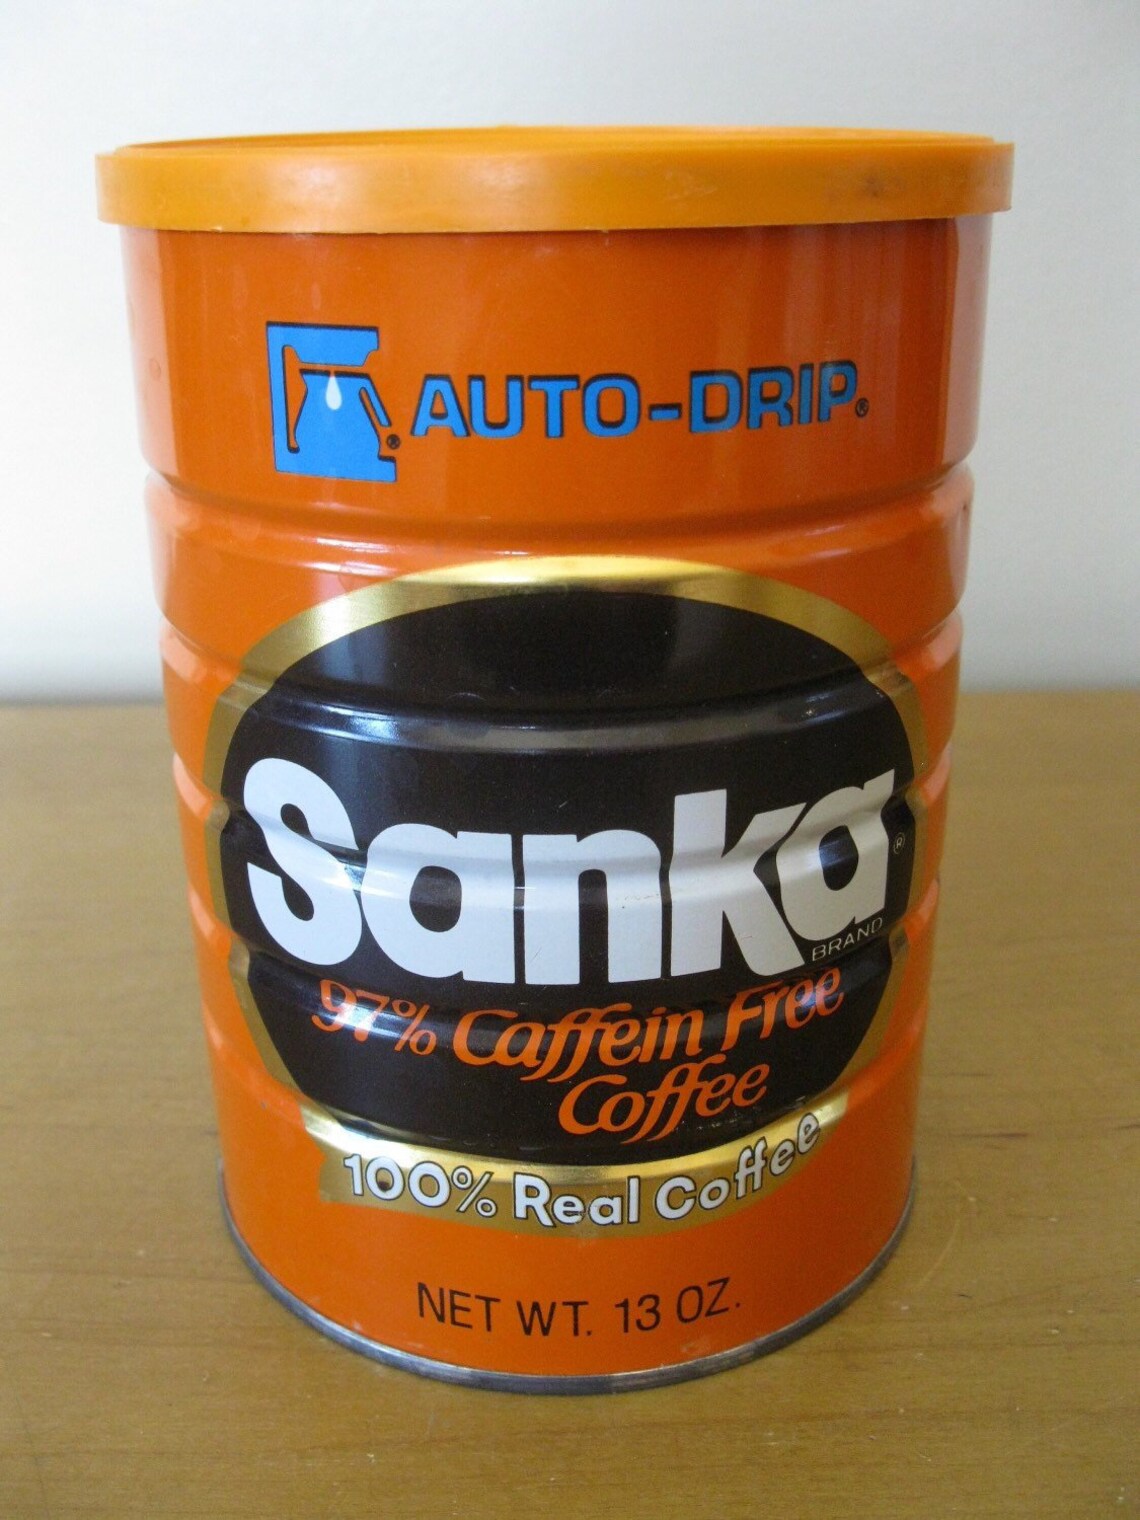 AUTO-DRIP®
®
Sanka®
BRAND
97% Caffein Free
Coffee
100% Real Coffee
NET WT. 13 OZ.